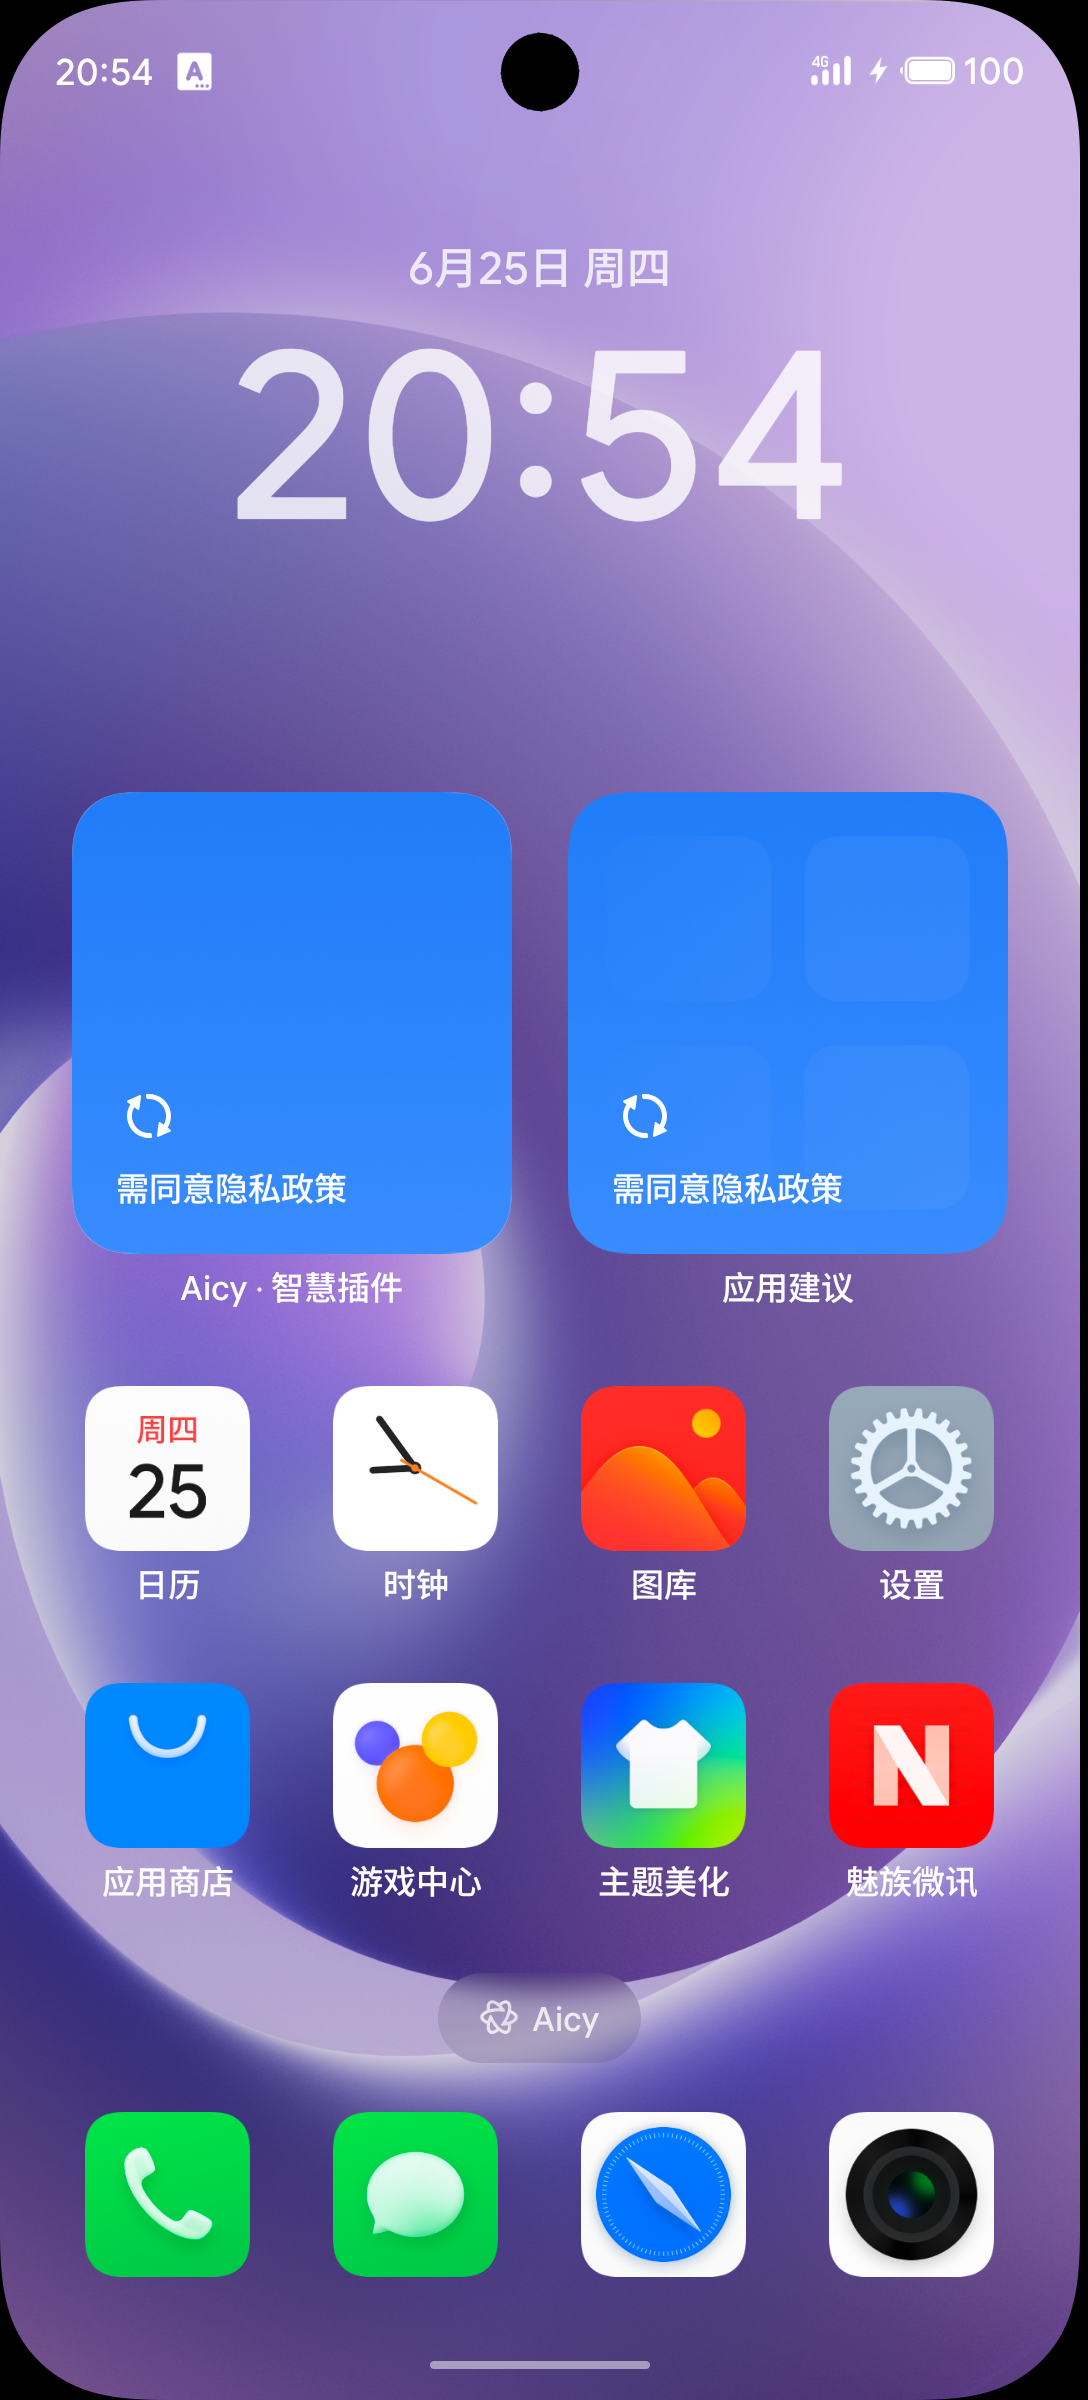 20:54 A 4G 100
6月25日 周四
20:54
需同意隐私政策 需同意隐私政策
Aicy · 智慧插件 应用建议
周四
25
日历 时钟 图库 设置
N
应用商店 游戏中心 主题美化 魅族微讯
Aicy